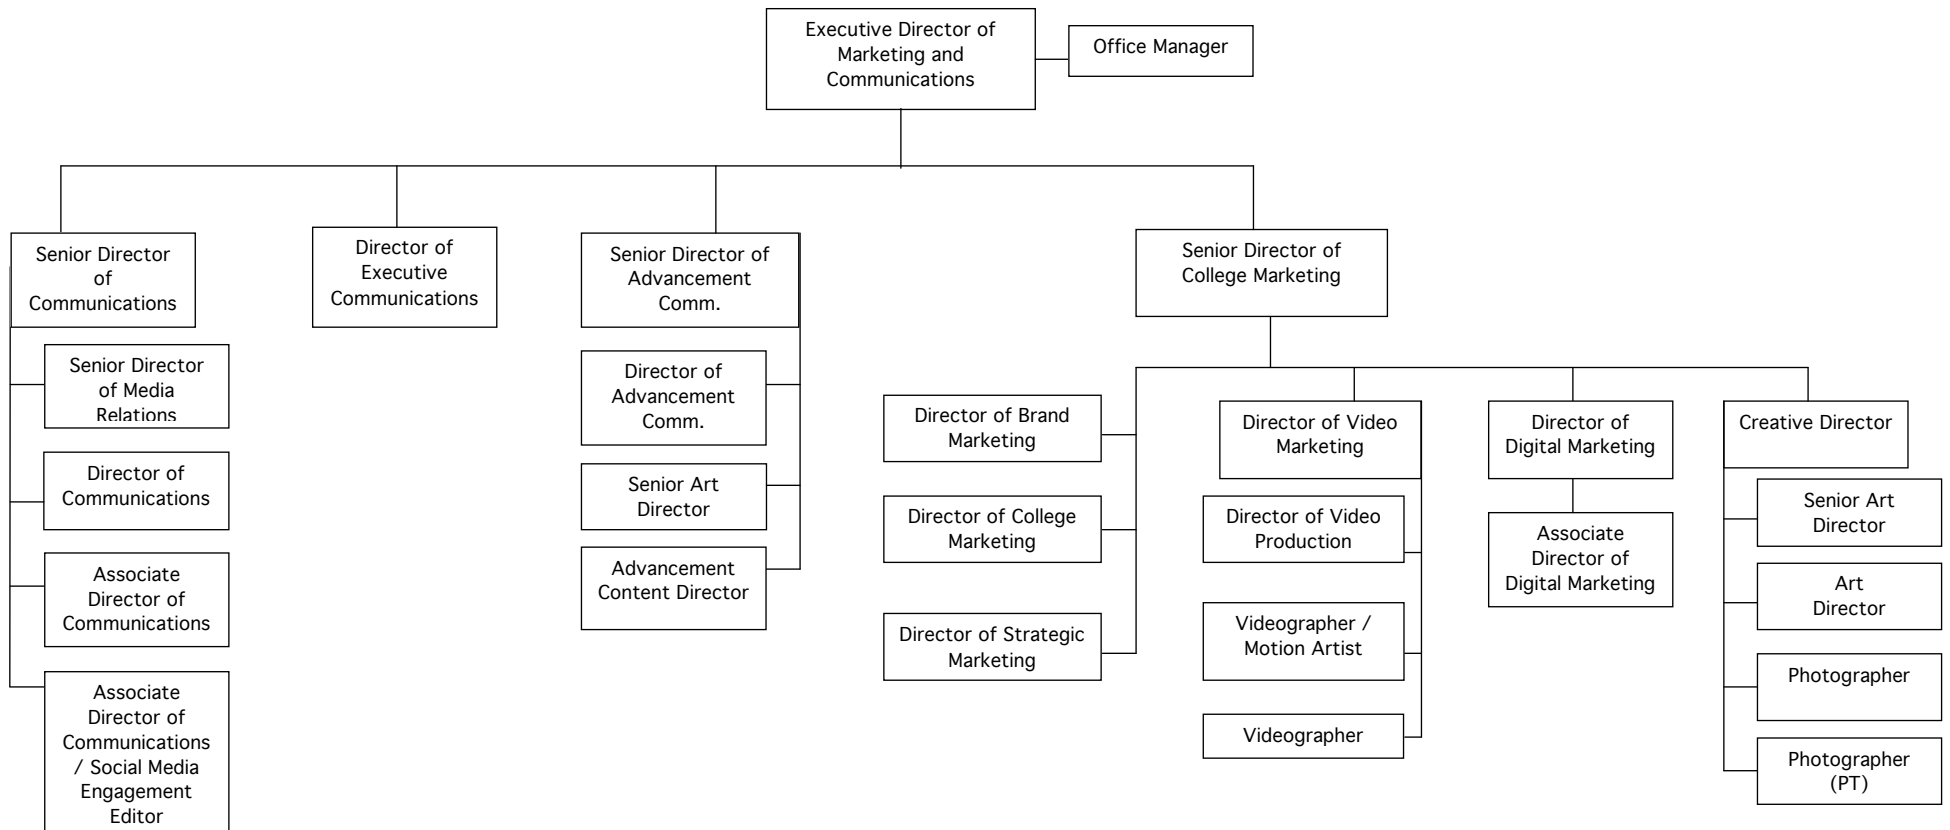 Executive Director of
Marketing and
Communications
Office Manager
Senior Director
of
Communications
Director of
Executive
Communications
Senior Director of
Advancement
Comm.
Senior Director of
College Marketing
Senior Director
of Media
Relations
Director of
Communications
Associate
Director of
Communications
Associate
Director of
Communications
/ Social Media
Engagement
Editor
Director of
Advancement
Comm.
Senior Art
Director
Advancement
Content Director
Director of Brand
Marketing
Director of College
Marketing
Director of Strategic
Marketing
Director of Video
Marketing
Director of Video
Production
Videographer /
Motion Artist
Videographer
Director of
Digital Marketing
Associate
Director of
Digital Marketing
Creative Director
Senior Art
Director
Art
Director
Photographer
Photographer
(PT)